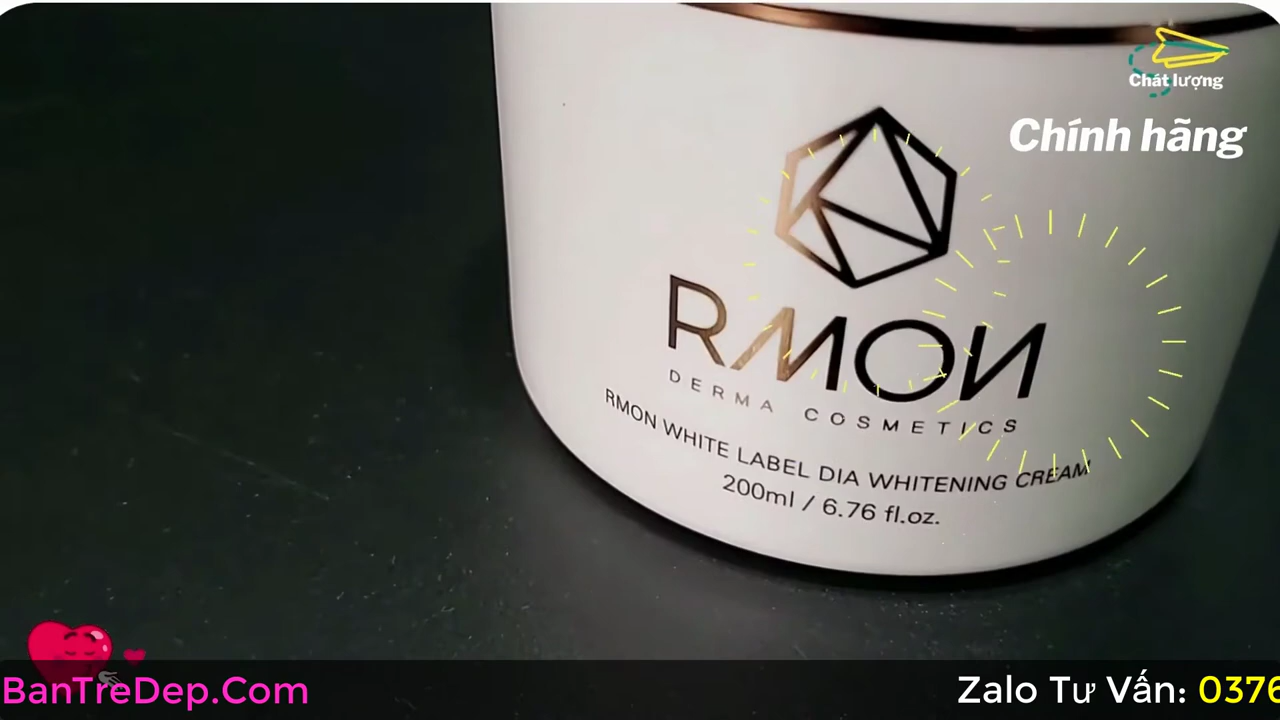 Chất lượng
Chính hãng
RMON
DERMA COSMETICS
RMON WHITE LABEL DIA WHITENING CREAM
200ml / 6.76 fl.oz.
BanTreDep.Com
Zalo Tư Vấn: 0376